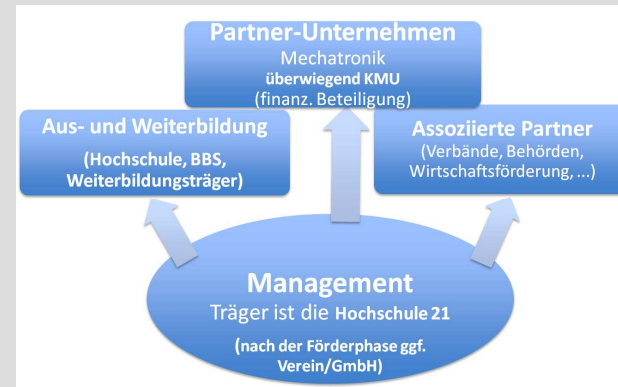 Partner-Unternehmen
Mechatronik
überwiegend KMU
(finanz. Beteiligung)
Aus- und Weiterbildung
(Hochschule, BBS,
Weiterbildungsträger)
Assoziierte Partner
(Verbände, Behörden,
Wirtschaftsförderung, ...)
Management
Träger ist die Hochschule 21
(nach der Förderphase ggf.
Verein/GmbH)